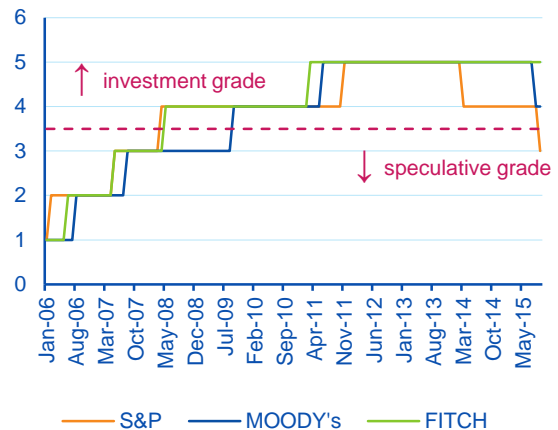 6
5
↑ investment grade
4
3
↓ speculative grade
2
1
0
Jan-06
Aug-06
Mar-07
Oct-07
May-08
Dec-08
Jul-09
Feb-10
Sep-10
Apr-11
Nov-11
Jun-12
Jan-13
Aug-13
Mar-14
Oct-14
May-15
S&P MOODY's FITCH